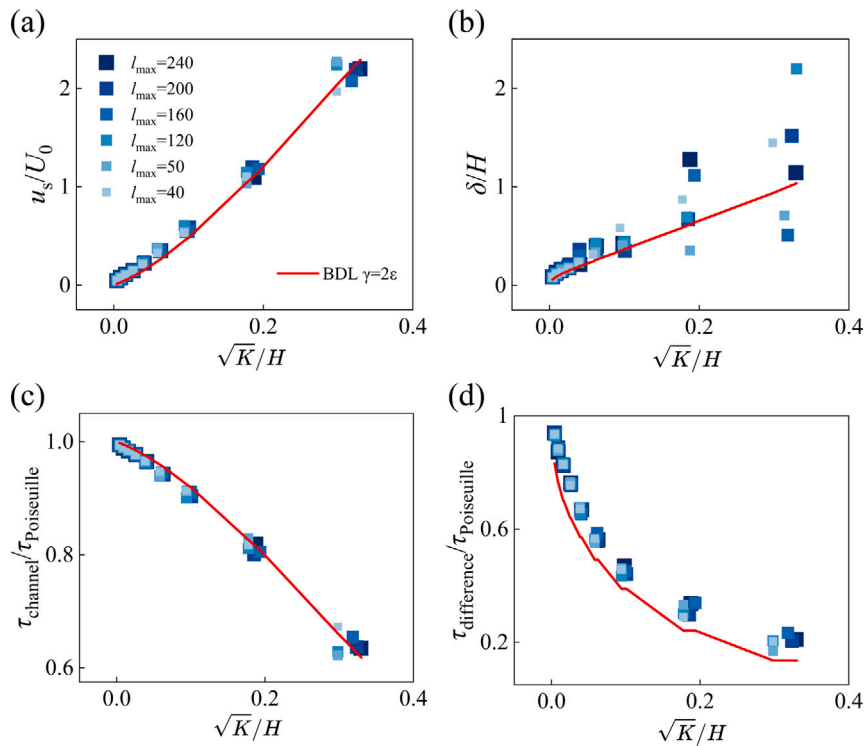 (a)
2
1
0
u_s/U_0
l_max=240
l_max=200
l_max=160
l_max=120
l_max=50
l_max=40
BDL γ=2ε
0.0 0.2 0.4
√K/H
(b)
2
1
0
δ/H
0.0 0.2 0.4
√K/H
(c)
1.0
0.8
0.6
τ_channel/τ_Poiseuille
0.0 0.2 0.4
√K/H
(d)
1
0.6
0.2
τ_difference/τ_Poiseuille
0.0 0.2 0.4
√K/H